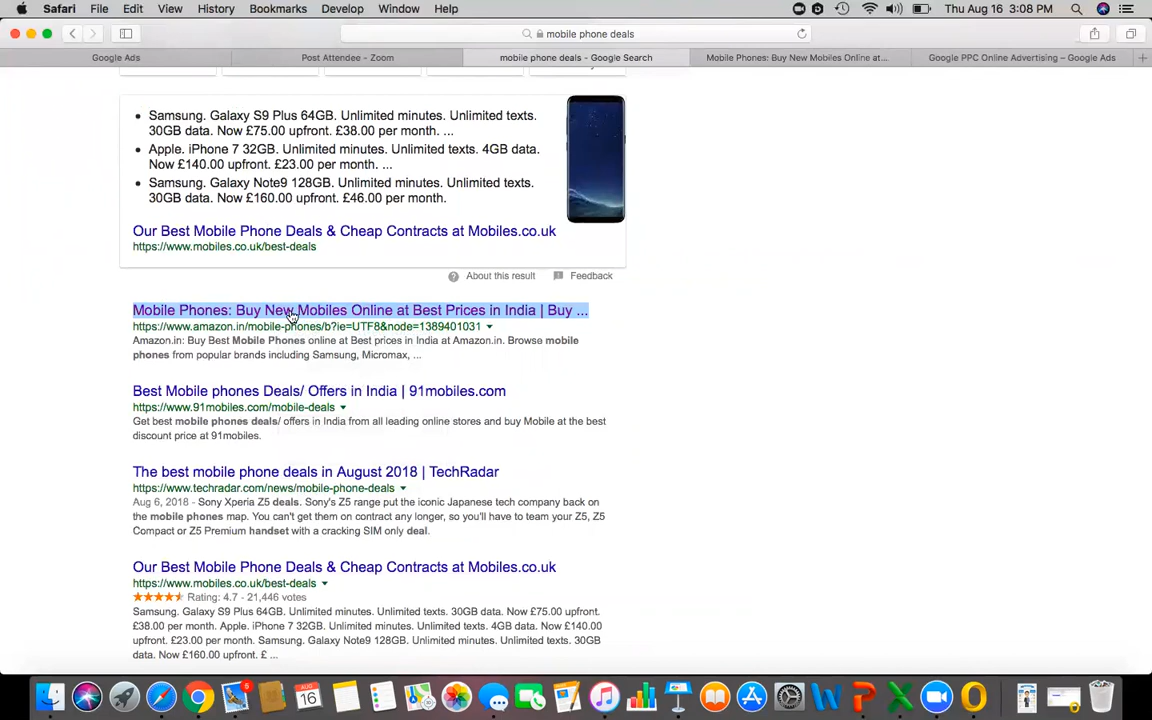 Safari File Edit View History Bookmarks Develop Window Help Thu Aug 16 3:08 PM
mobile phone deals
Google Ads Post Attendee - Zoom mobile phone deals - Google Search Mobile Phones: Buy New Mobiles Online at... Google PPC Online Advertising – Google Ads
• Samsung. Galaxy S9 Plus 64GB. Unlimited minutes. Unlimited texts.
30GB data. Now £75.00 upfront. £38.00 per month. ...
• Apple. iPhone 7 32GB. Unlimited minutes. Unlimited texts. 4GB data.
Now £140.00 upfront. £23.00 per month. ...
• Samsung. Galaxy Note9 128GB. Unlimited minutes. Unlimited texts.
30GB data. Now £160.00 upfront. £46.00 per month.
Our Best Mobile Phone Deals & Cheap Contracts at Mobiles.co.uk
https://www.mobiles.co.uk/best-deals
About this result Feedback
Mobile Phones: Buy New Mobiles Online at Best Prices in India | Buy ...
https://www.amazon.in/mobile-phones/b?ie=UTF8&node=1389401031
Amazon.in: Buy Best Mobile Phones online at Best prices in India at Amazon.in. Browse mobile
phones from popular brands including Samsung, Micromax, ...
Best Mobile phones Deals/ Offers in India | 91mobiles.com
https://www.91mobiles.com/mobile-deals
Get best mobile phones deals/ offers in India from all leading online stores and buy Mobile at the best
discount price at 91mobiles.
The best mobile phone deals in August 2018 | TechRadar
https://www.techradar.com/news/mobile-phone-deals
Aug 6, 2018 - Sony Xperia Z5 deals. Sony's Z5 range put the iconic Japanese tech company back on
the mobile phones map. You can't get them on contract any longer, so you'll have to team your Z5, Z5
Compact or Z5 Premium handset with a cracking SIM only deal.
Our Best Mobile Phone Deals & Cheap Contracts at Mobiles.co.uk
https://www.mobiles.co.uk/best-deals
Rating: 4.7 - 21,446 votes
Samsung. Galaxy S9 Plus 64GB. Unlimited minutes. Unlimited texts. 30GB data. Now £75.00 upfront.
£38.00 per month. Apple. iPhone 7 32GB. Unlimited minutes. Unlimited texts. 4GB data. Now £140.00
upfront. £23.00 per month. Samsung. Galaxy Note9 128GB. Unlimited minutes. Unlimited texts. 30GB
data. Now £160.00 upfront. £ ...
5
16